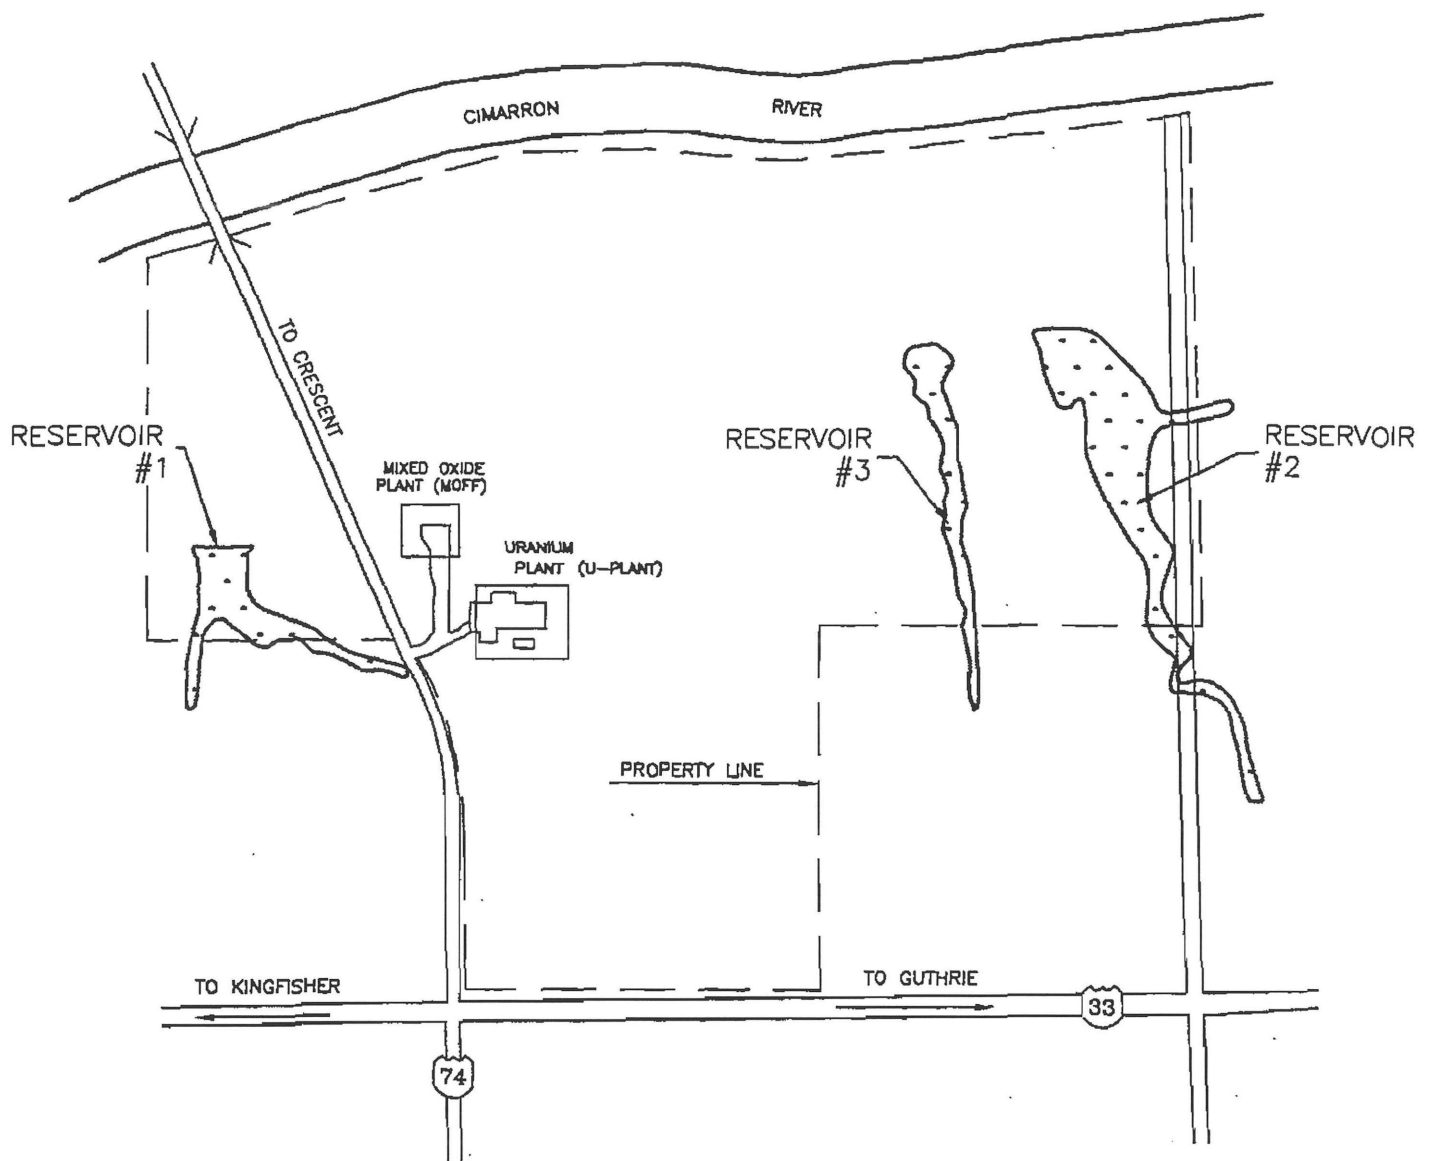 CIMARRON RIVER
TO CRESCENT
RESERVOIR
#1
MIXED OXIDE
PLANT (MOFF)
URANIUM
PLANT (U-PLANT)
RESERVOIR
#3
RESERVOIR
#2
PROPERTY LINE
TO KINGFISHER
TO GUTHRIE
33
74